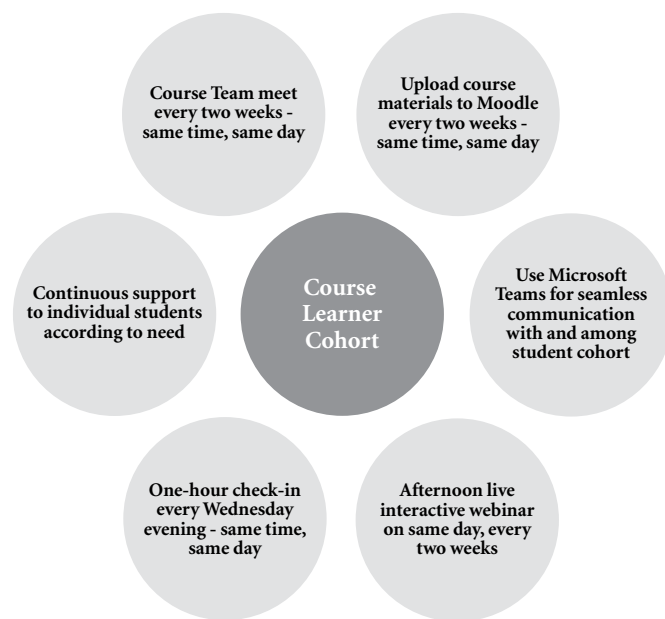 Course Team meet
every two weeks -
same time, same day
Upload course
materials to Moodle
every two weeks -
same time, same day
Continuous support
to individual students
according to need
Course
Learner
Cohort
Use Microsoft
Teams for seamless
communication
with and among
student cohort
One-hour check-in
every Wednesday
evening - same time,
same day
Afternoon live
interactive webinar
on same day, every
two weeks